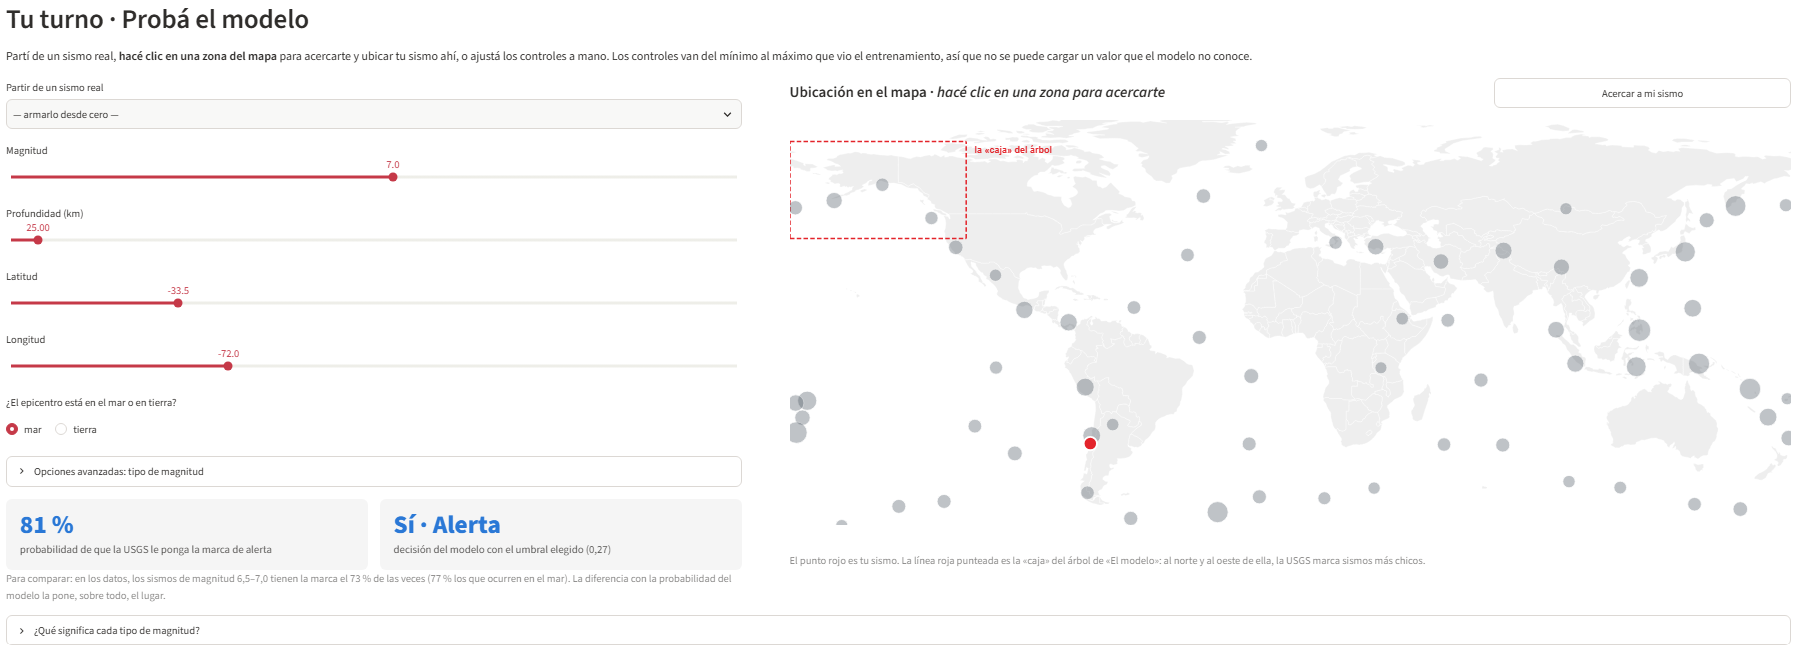 Tu turno · Probá el modelo
Partí de un sismo real, hacé clic en una zona del mapa para acercarte y ubicar tu sismo ahí, o ajustá los controles a mano. Los controles van del mínimo al máximo que vio el entrenamiento, así que no se puede cargar un valor que el modelo no conoce.
Partir de un sismo real
— armarlo desde cero —
Magnitud
7.0
Profundidad (km)
25.00
Latitud
-33.5
Longitud
-72.0
¿El epicentro está en el mar o en tierra?
mar
tierra
Opciones avanzadas: tipo de magnitud
81 %
probabilidad de que la USGS le ponga la marca de alerta
Sí · Alerta
decisión del modelo con el umbral elegido (0,27)
Para comparar: en los datos, los sismos de magnitud 6,5–7,0 tienen la marca el 73 % de las veces (77 % los que ocurren en el mar). La diferencia con la probabilidad del
modelo la pone, sobre todo, el lugar.
Ubicación en el mapa · hacé clic en una zona para acercarte
Acercar a mi sismo
la «caja» del árbol
El punto rojo es tu sismo. La línea roja punteada es la «caja» del árbol de «El modelo»: al norte y al oeste de ella, la USGS marca sismos más chicos.
¿Qué significa cada tipo de magnitud?